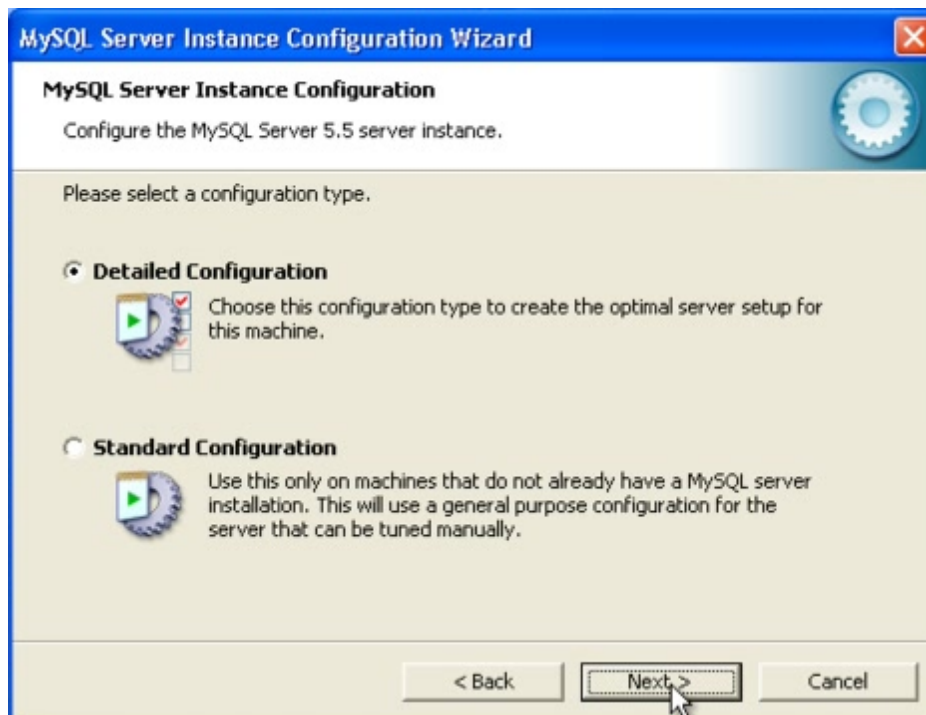 MySQL Server Instance Configuration Wizard
MySQL Server Instance Configuration
Configure the MySQL Server 5.5 server instance.
Please select a configuration type.
Detailed Configuration
Choose this configuration type to create the optimal server setup for
this machine.
Standard Configuration
Use this only on machines that do not already have a MySQL server
installation. This will use a general purpose configuration for the
server that can be tuned manually.
< Back
Next >
Cancel